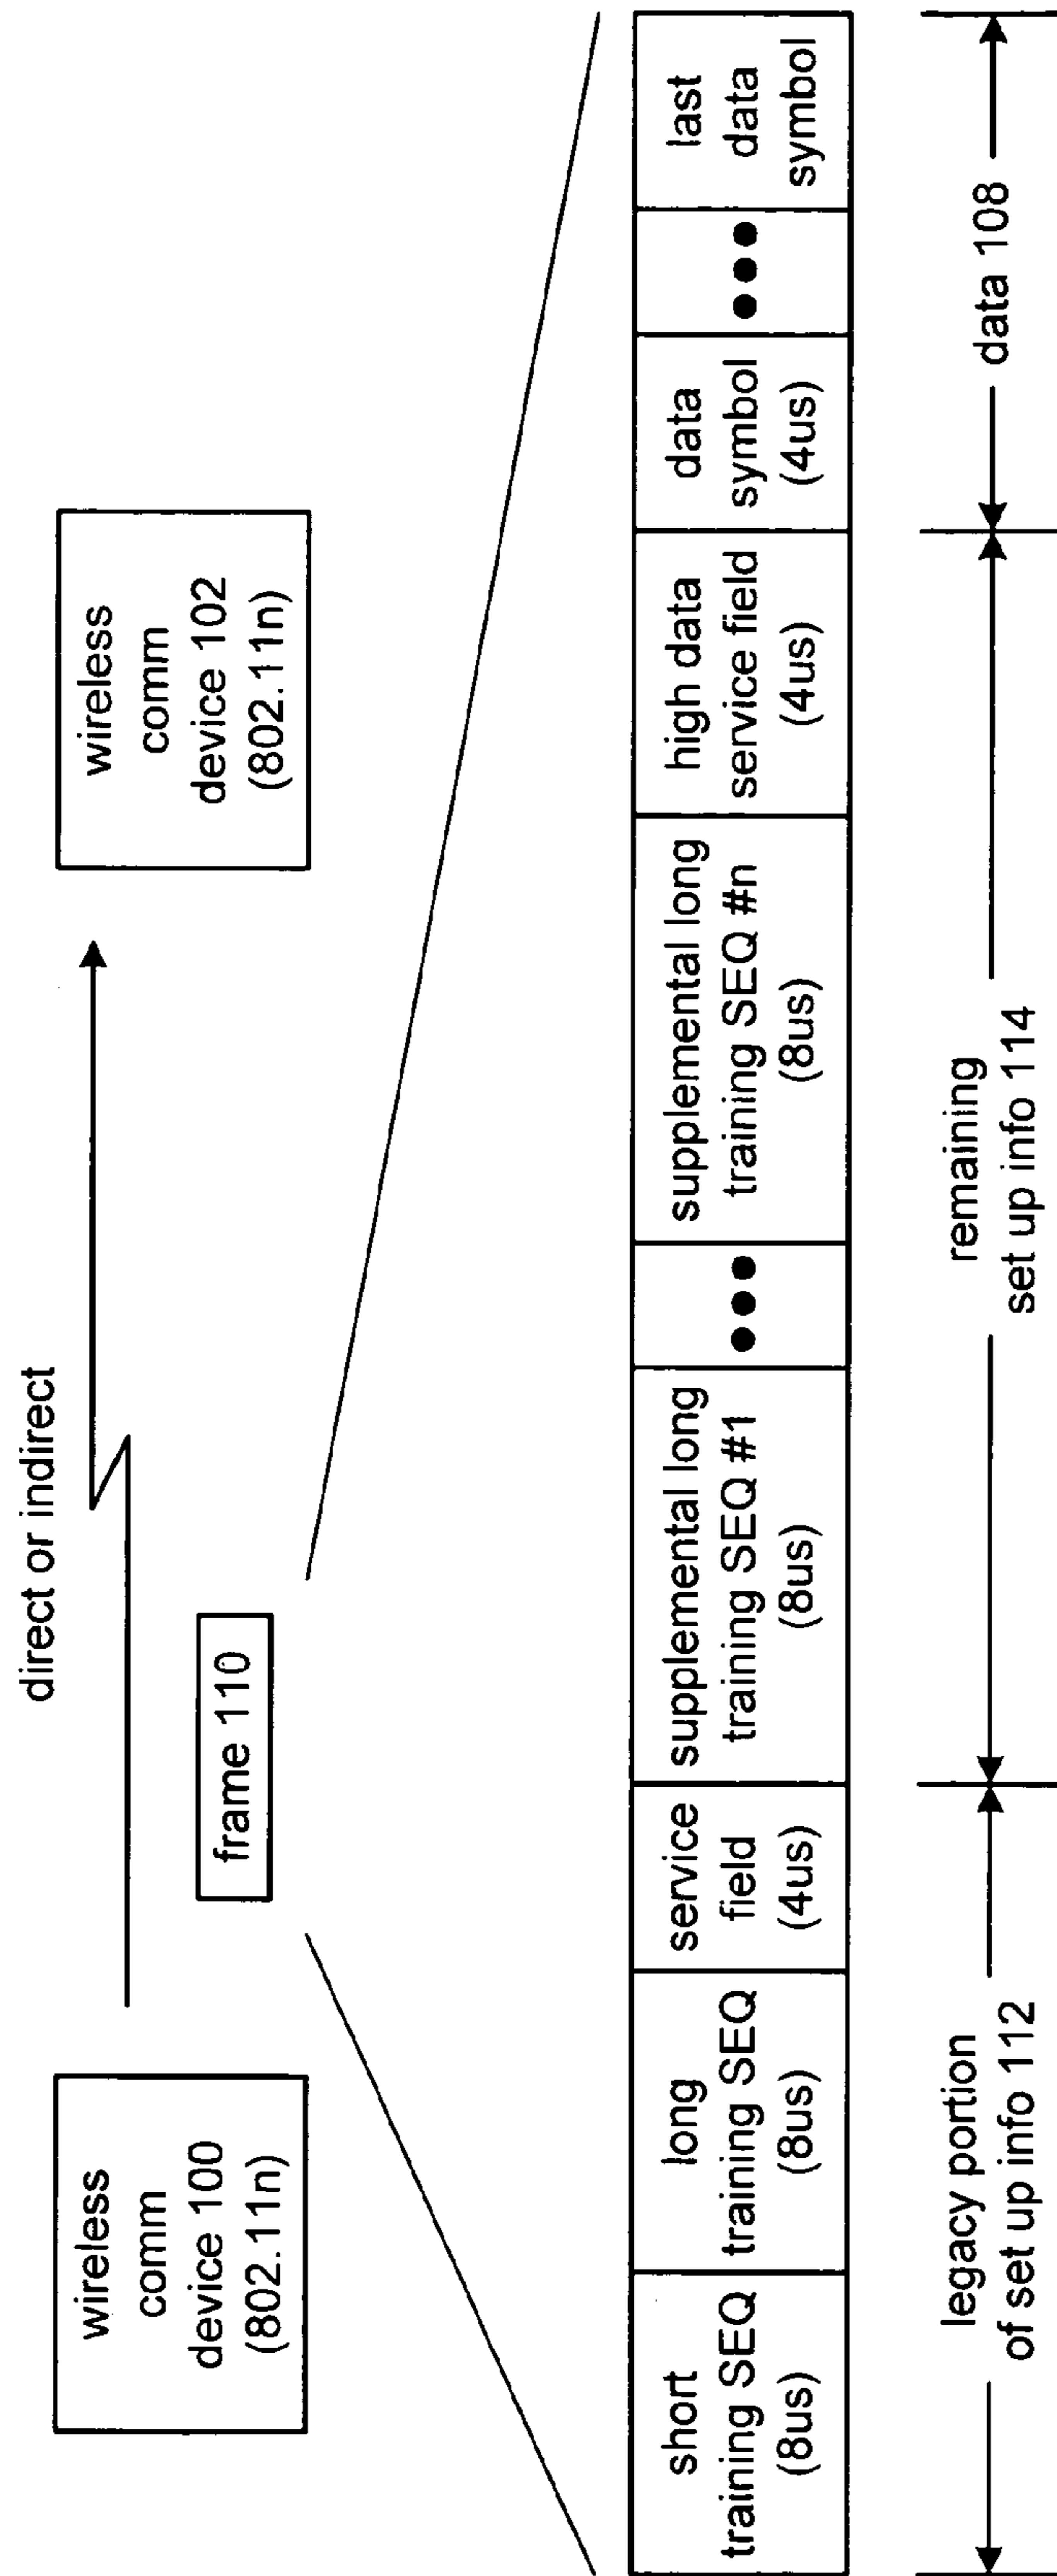 direct or indirect
wireless
comm
device 100
(802.11n)
wireless
comm
device 102
(802.11n)
frame 110
short
training SEQ
(8us)
long
training SEQ
(8us)
service
field
(4us)
supplemental long
training SEQ #1
(8us)
supplemental long
training SEQ #n
(8us)
high data
service field
(4us)
data
symbol
(4us)
last
data
symbol
legacy portion
of set up info 112
remaining
set up info 114
data 108